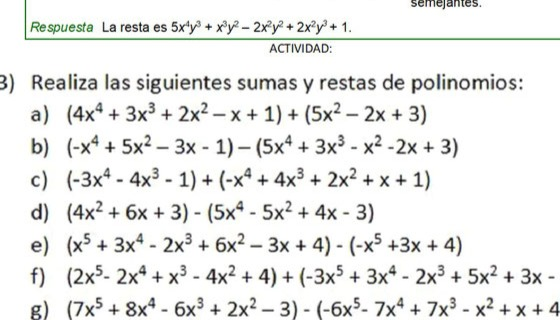 semejantes.
Respuesta La resta es 5x⁴y³ + x³y² – 2x²y² + 2x²y³ + 1.
ACTIVIDAD:
3) Realiza las siguientes sumas y restas de polinomios:
a) (4x⁴ + 3x³ + 2x² – x + 1) + (5x² – 2x + 3)
b) (-x⁴ + 5x² – 3x - 1) – (5x⁴ + 3x³ - x² -2x + 3)
c) (-3x⁴ - 4x³ - 1) + (-x⁴ + 4x³ + 2x² + x + 1)
d) (4x² + 6x + 3) - (5x⁴ - 5x² + 4x - 3)
e) (x⁵ + 3x⁴ - 2x³ + 6x² – 3x + 4) - (-x⁵ +3x + 4)
f) (2x⁵- 2x⁴ + x³ - 4x² + 4) + (-3x⁵ + 3x⁴ - 2x³ + 5x² + 3x -
g) (7x⁵ + 8x⁴ - 6x³ + 2x² – 3) - (-6x⁵- 7x⁴ + 7x³ - x² + x + 4